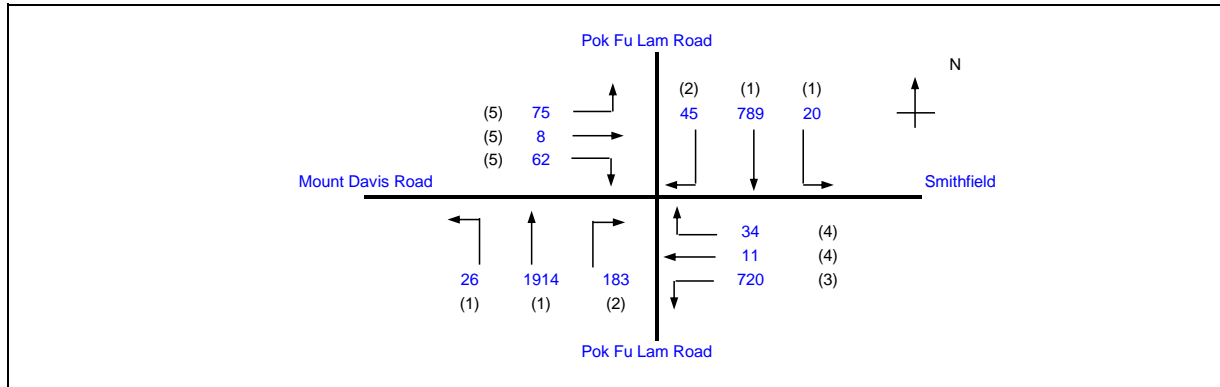 Pok Fu Lam Road
N
(2) (1) (1)
(5) 75 45 789 20
(5) 8
(5) 62
Mount Davis Road Smithfield
34 (4)
11 (4)
26 1914 183 720 (3)
(1) (1) (2)
Pok Fu Lam Road